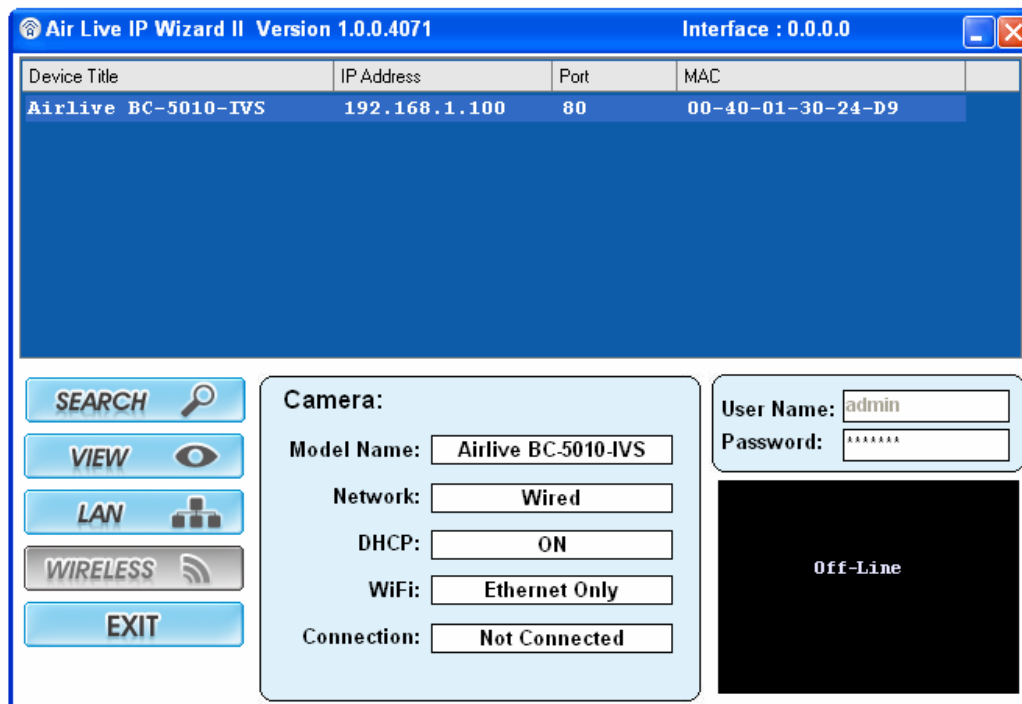 Air Live IP Wizard II Version 1.0.0.4071 Interface : 0.0.0.0
Device Title IP Address Port MAC
Airlive BC-5010-IVS 192.168.1.100 80 00-40-01-30-24-D9
SEARCH
VIEW
LAN
WIRELESS
EXIT
Camera:
Model Name: Airlive BC-5010-IVS
Network: Wired
DHCP: ON
WiFi: Ethernet Only
Connection: Not Connected
User Name: admin
Password: *******
Off-Line